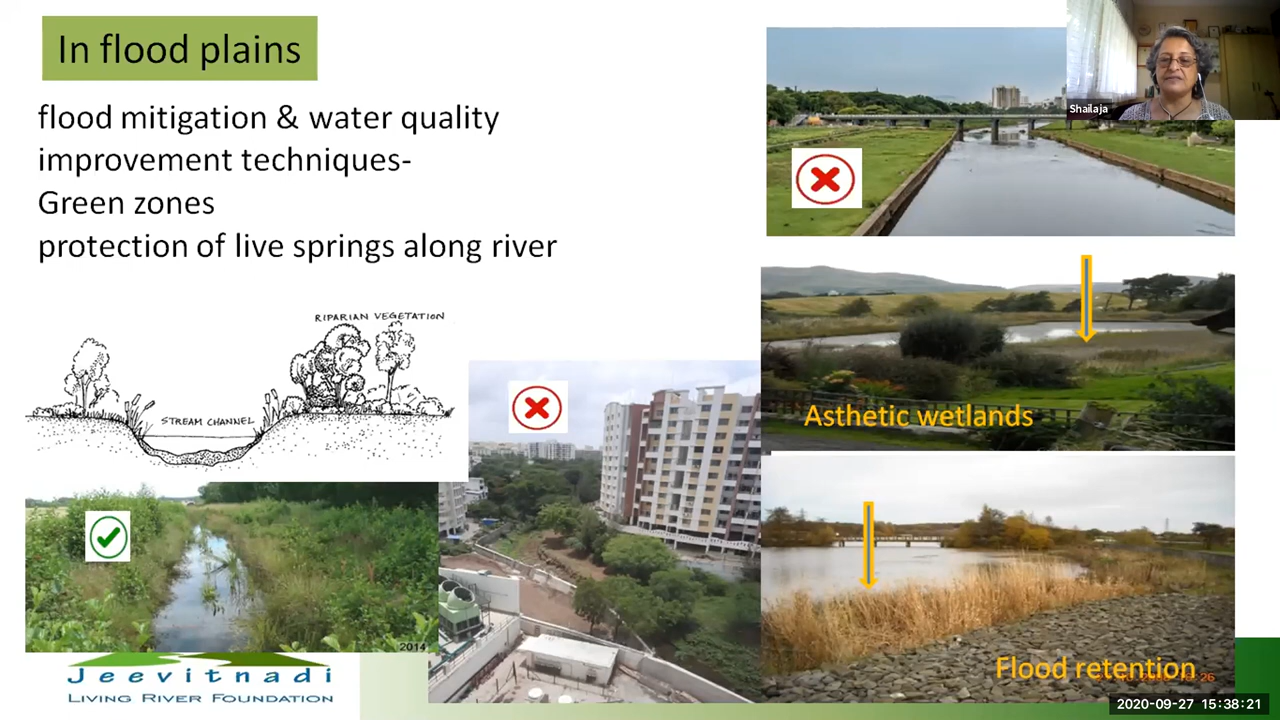 In flood plains
flood mitigation & water quality
improvement techniques-
Green zones
protection of live springs along river
Shailaja
RIPARIAN VEGETATION
STREAM CHANNEL
Asthetic wetlands
2014
Flood retention
Jeevitnadi
LIVING RIVER FOUNDATION
2020-09-27 15:38:21